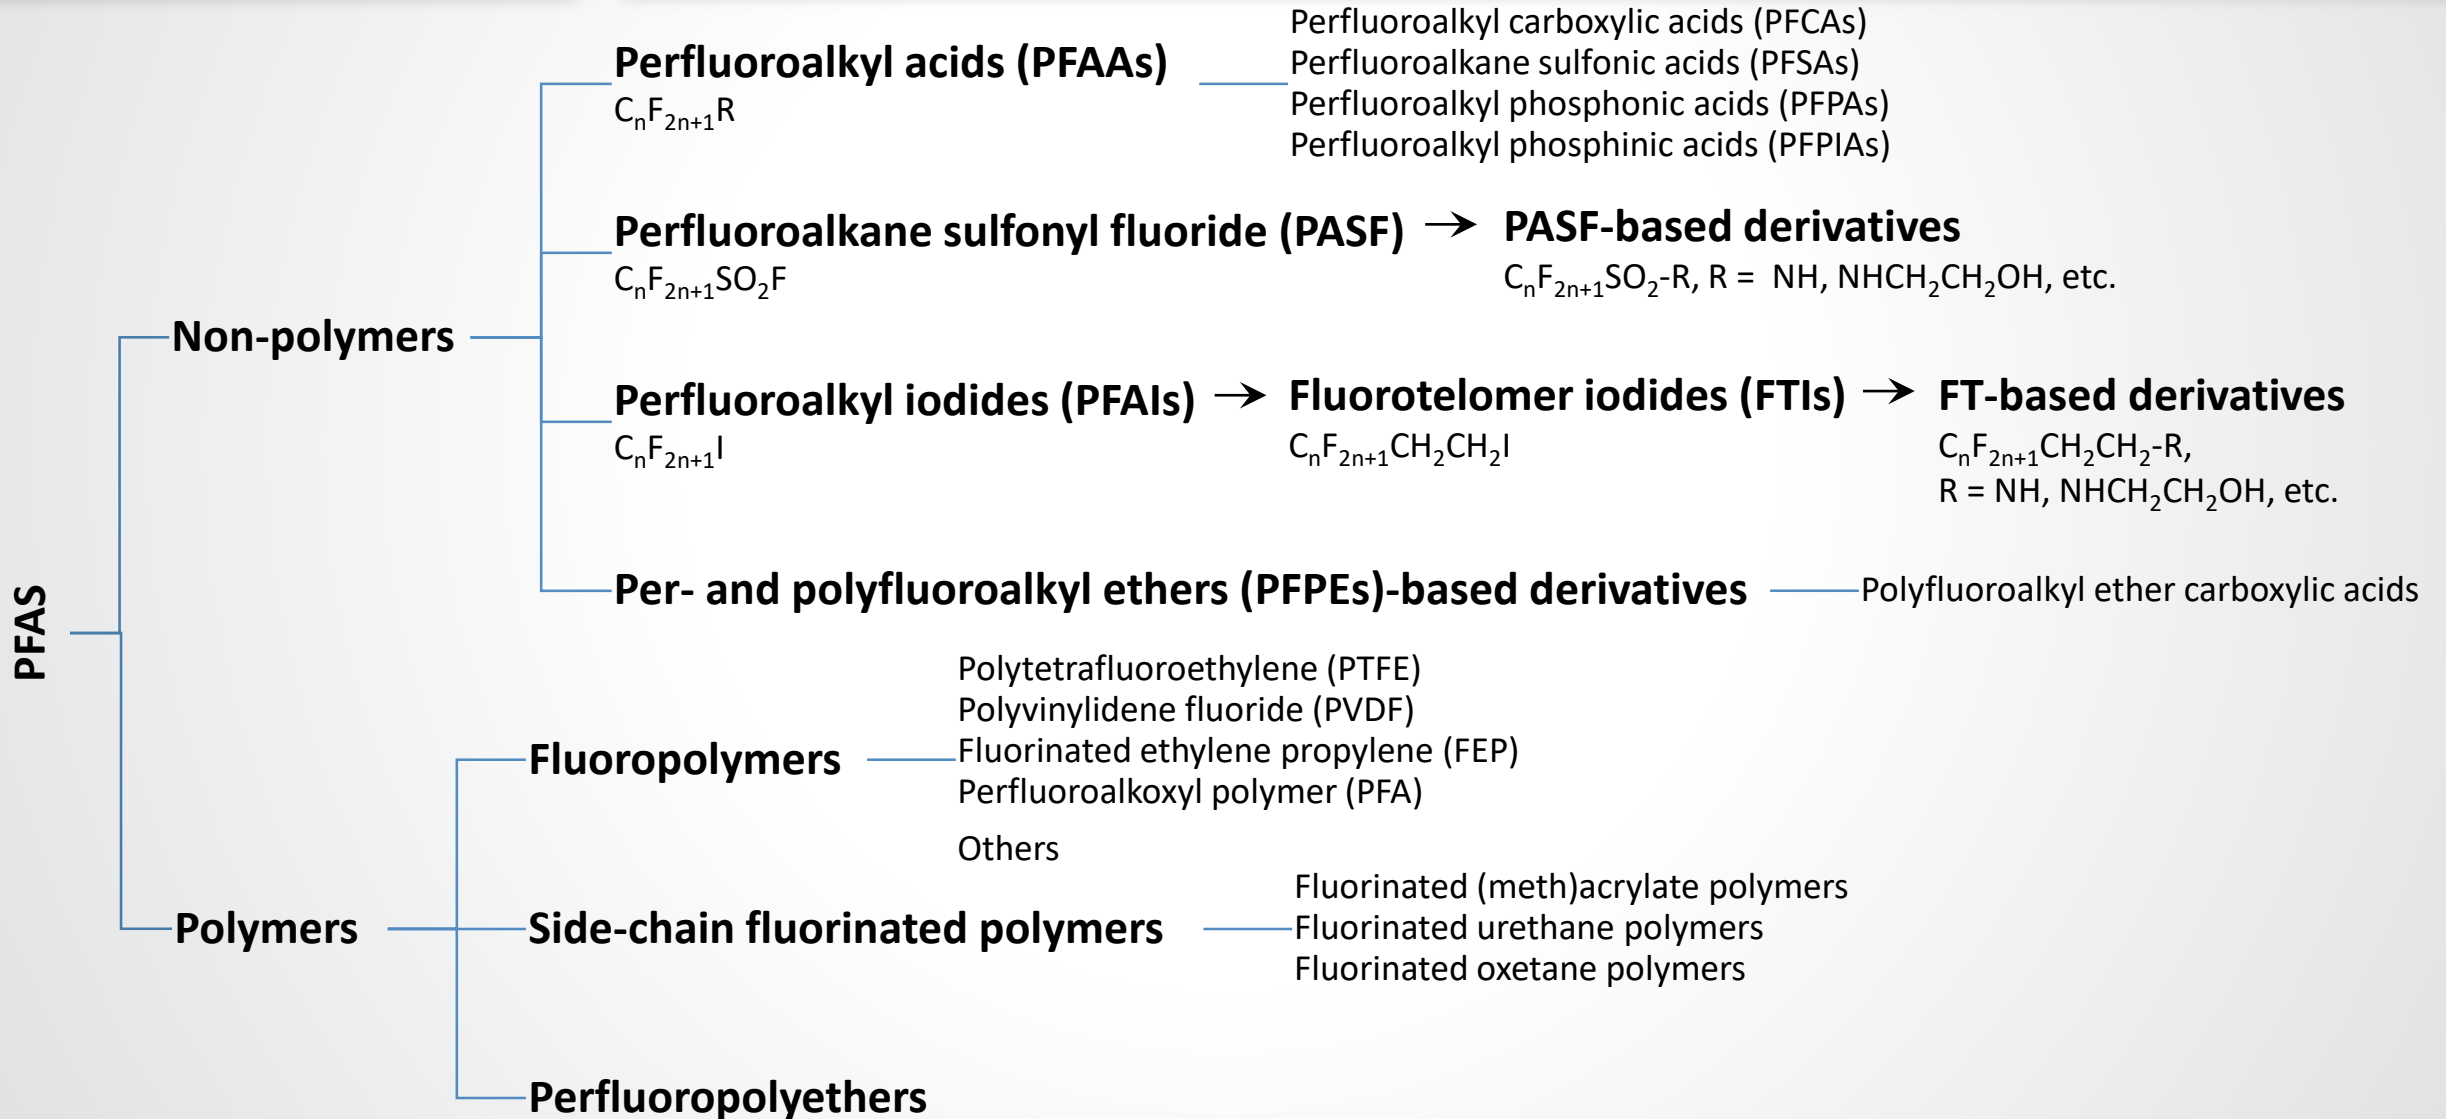 Perfluoroalkyl carboxylic acids (PFCAs)
Perfluoroalkyl acids (PFAAs)
Perfluoroalkane sulfonic acids (PFSAs)
CnF2n+1R
Perfluoroalkyl phosphonic acids (PFPAs)
Perfluoroalkyl phosphinic acids (PFPIAs)
Perfluoroalkane sulfonyl fluoride (PASF) → PASF-based derivatives
CnF2n+1SO2F
CnF2n+1SO2-R, R = NH, NHCH2CH2OH, etc.
Non-polymers
Perfluoroalkyl iodides (PFAIs) → Fluorotelomer iodides (FTIs) → FT-based derivatives
CnF2n+1I
CnF2n+1CH2CH2I
CnF2n+1CH2CH2-R,
R = NH, NHCH2CH2OH, etc.
Per- and polyfluoroalkyl ethers (PFPEs)-based derivatives
Polyfluoroalkyl ether carboxylic acids
PFAS
Polytetrafluoroethylene (PTFE)
Polyvinylidene fluoride (PVDF)
Fluoropolymers
Fluorinated ethylene propylene (FEP)
Perfluoroalkoxyl polymer (PFA)
Others
Fluorinated (meth)acrylate polymers
Polymers
Side-chain fluorinated polymers
Fluorinated urethane polymers
Fluorinated oxetane polymers
Perfluoropolyethers